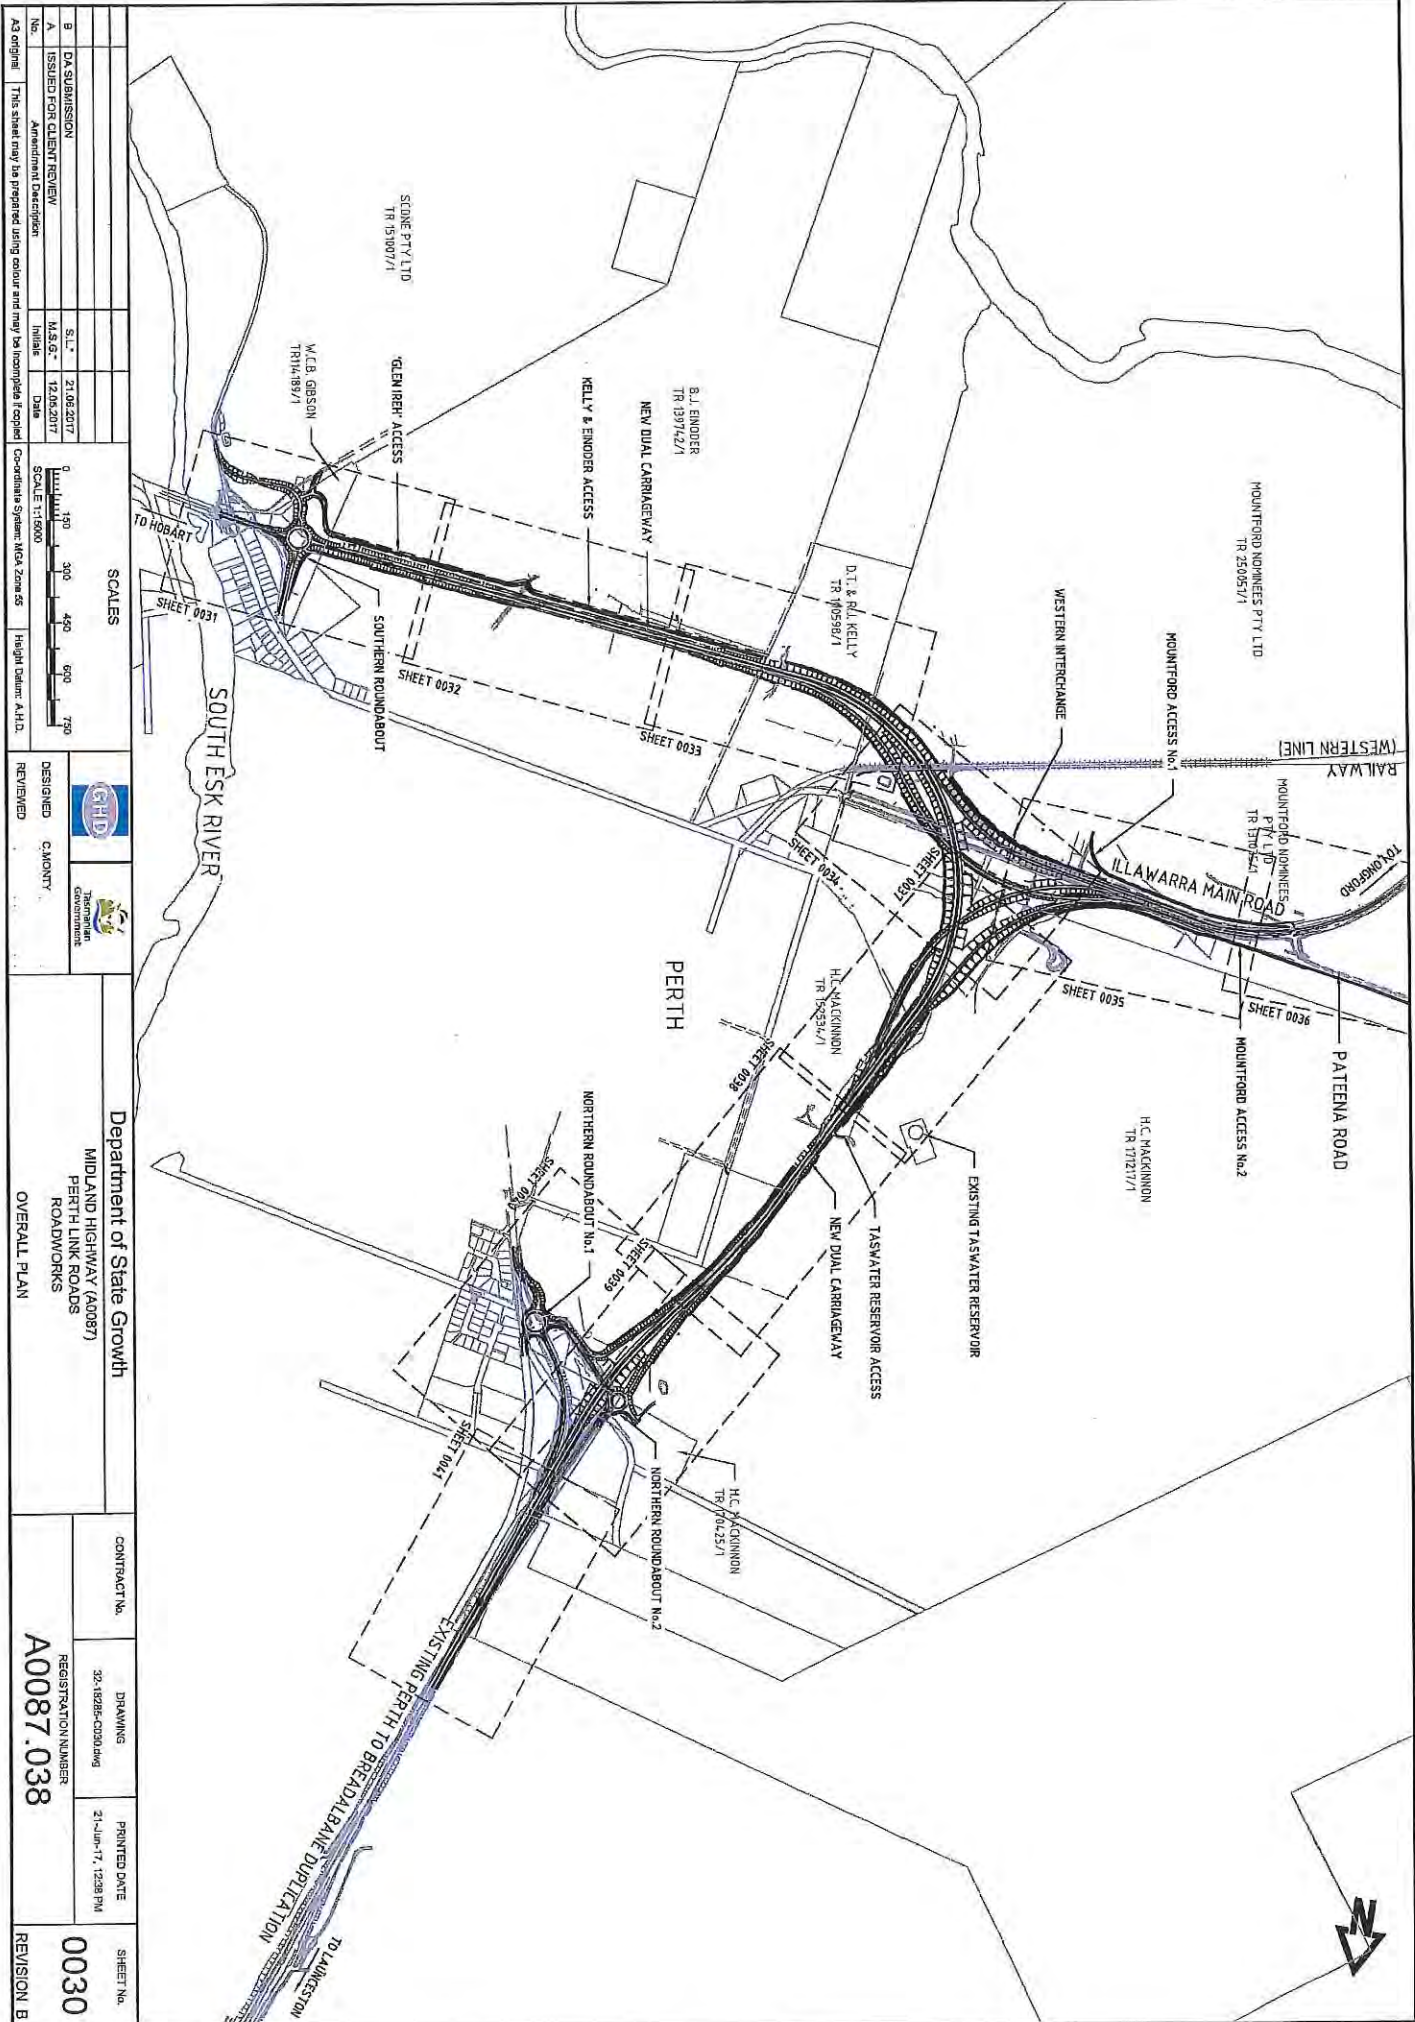 MOUNTFORD NOMINEES PTY LTD
TR 250051/1
MOUNTFORD ACCESS No.1
WESTERN INTERCHANGE
RAILWAY
(WESTERN LINE)
MOUNTFORD NOMINEES
PTY LTD
TO LONGFORD
ILLAWARRA MAIN ROAD
PATEENA ROAD
MOUNTFORD ACCESS No.2
SHEET 0036
SHEET 0035
H.C. MACKINNON
TR 171217/1
EXISTING TASWATER RESERVOIR
TASWATER RESERVOIR ACCESS
NEW DUAL CARRIAGEWAY
SCONE PTY LTD
TR 151007/1
B.J. EINODER
TR 139742/1
D.T. & R.J. KELLY
TR 110598/1
NEW DUAL CARRIAGEWAY
KELLY & EINODER ACCESS
'GLEN IREH' ACCESS
W.C.B. GIBSON
TR114189/1
SOUTHERN ROUNDABOUT
TO HOBART
SHEET 0031
SHEET 0032
SHEET 0033
SHEET 0034
SHEET 0037
H.C. MACKINNON
TR 152534/1
PERTH
SHEET 0038
SHEET 0039
NORTHERN ROUNDABOUT No.1
NORTHERN ROUNDABOUT No.2
H.C. MACKINNON
TR 170425/1
SHEET 0041
SOUTH ESK RIVER
EXISTING PERTH TO BREADALBANE DUPLICATION
TO LAUNCESTON
N
B DA SUBMISSION S.L.* 21.06.2017
A ISSUED FOR CLIENT REVIEW M.S.G.* 12.05.2017
No. Amendment Description Initials Date
A3 original This sheet may be prepared using colour and may be incomplete if copied
SCALES
0 150 300 450 600 750
SCALE 1:15000
Co-ordinate System: MGA Zone 55 Height Datum: A.H.D.
GHD
Tasmanian
Government
DESIGNED C.MONTY
REVIEWED
Department of State Growth
MIDLAND HIGHWAY (A0087)
PERTH LINK ROADS
ROADWORKS
OVERALL PLAN
CONTRACT No.
DRAWING
32-18285-C030.dwg
PRINTED DATE
21-Jun-17, 12:38 PM
SHEET No.
REGISTRATION NUMBER
A0087.038
0030
REVISION B